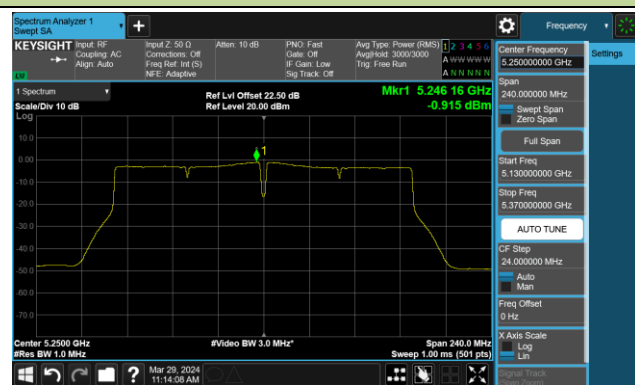 Spectrum Analyzer 1
Swept SA
Frequency
KEYSIGHT
Input: RF
Coupling: AC
Align: Auto
Input Z: 50 Ω
Corrections: Off
Freq Ref: Int (S)
NFE: Adaptive
Atten: 10 dB
PNO: Fast
Gate: Off
IF Gain: Low
Sig Track: Off
Avg Type: Power (RMS)
Avg|Hold: 3000/3000
Trig: Free Run
1 2 3 4 5 6
A W W W W W
A N N N N N
LW
1 Spectrum
Scale/Div 10 dB
Log
Ref Lvl Offset 22.50 dB
Ref Level 20.00 dBm
Mkr1 5.246 16 GHz
-0.915 dBm
1
10.0
0.00
-10.0
-20.0
-30.0
-40.0
-50.0
-60.0
-70.0
Center 5.2500 GHz
#Res BW 1.0 MHz
#Video BW 3.0 MHz*
Span 240.0 MHz
Sweep 1.00 ms (501 pts)
Mar 29, 2024
11:14:08 AM
Center Frequency
5.250000000 GHz
Settings
Span
240.000000 MHz
Swept Span
Zero Span
Full Span
Start Freq
5.130000000 GHz
Stop Freq
5.370000000 GHz
AUTO TUNE
CF Step
24.000000 MHz
Auto
Man
Freq Offset
0 Hz
X Axis Scale
Log
Lin
Signal Track
(Span Zoom)